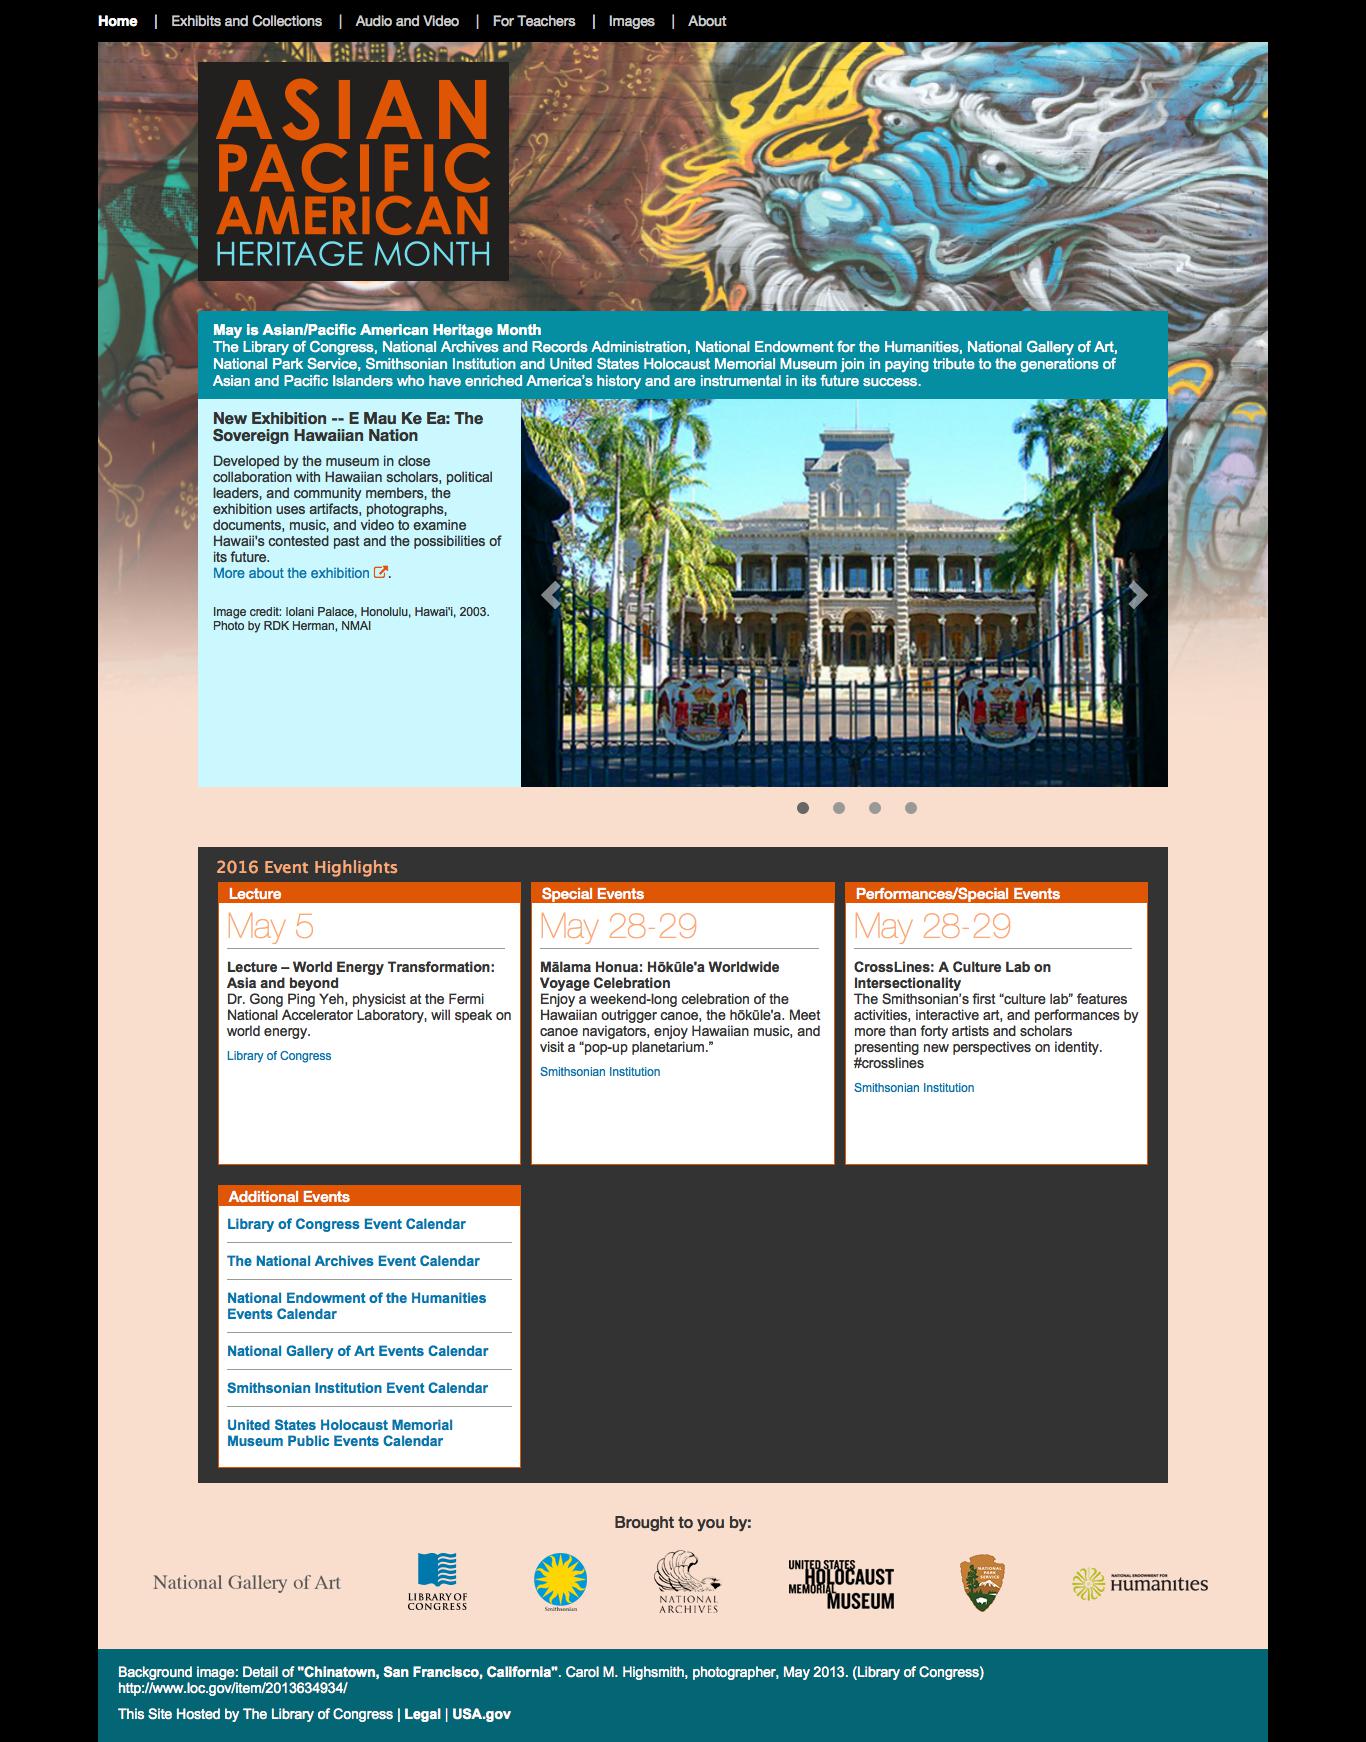 Home | Exhibits and Collections | Audio and Video | For Teachers | Images | About
ASIAN
PACIFIC
AMERICAN
HERITAGE MONTH
May is Asian/Pacific American Heritage Month
The Library of Congress, National Archives and Records Administration, National Endowment for the Humanities, National Gallery of Art,
National Park Service, Smithsonian Institution and United States Holocaust Memorial Museum join in paying tribute to the generations of
Asian and Pacific Islanders who have enriched America's history and are instrumental in its future success.
New Exhibition -- E Mau Ke Ea: The
Sovereign Hawaiian Nation
Developed by the museum in close
collaboration with Hawaiian scholars, political
leaders, and community members, the
exhibition uses artifacts, photographs,
documents, music, and video to examine
Hawaii's contested past and the possibilities of
its future.
More about the exhibition .
Image credit: Iolani Palace, Honolulu, Hawai'i, 2003.
Photo by RDK Herman, NMAI
2016 Event Highlights
Lecture
May 5
Lecture – World Energy Transformation:
Asia and beyond
Dr. Gong Ping Yeh, physicist at the Fermi
National Accelerator Laboratory, will speak on
world energy.
Library of Congress
Special Events
May 28-29
Mālama Honua: Hōkūle'a Worldwide
Voyage Celebration
Enjoy a weekend-long celebration of the
Hawaiian outrigger canoe, the hōkūle'a. Meet
canoe navigators, enjoy Hawaiian music, and
visit a “pop-up planetarium.”
Smithsonian Institution
Performances/Special Events
May 28-29
CrossLines: A Culture Lab on
Intersectionality
The Smithsonian's first “culture lab” features
activities, interactive art, and performances by
more than forty artists and scholars
presenting new perspectives on identity.
#crosslines
Smithsonian Institution
Additional Events
Library of Congress Event Calendar
The National Archives Event Calendar
National Endowment of the Humanities
Events Calendar
National Gallery of Art Events Calendar
Smithsonian Institution Event Calendar
United States Holocaust Memorial
Museum Public Events Calendar
Brought to you by:
National Gallery of Art
LIBRARY OF
CONGRESS
Smithsonian
NATIONAL
ARCHIVES
UNITED STATES
HOLOCAUST
MEMORIAL
MUSEUM
NATIONAL
PARK
SERVICE
NATIONAL ENDOWMENT FOR THE
Humanities
Background image: Detail of "Chinatown, San Francisco, California". Carol M. Highsmith, photographer, May 2013. (Library of Congress)
http://www.loc.gov/item/2013634934/
This Site Hosted by The Library of Congress | Legal | USA.gov